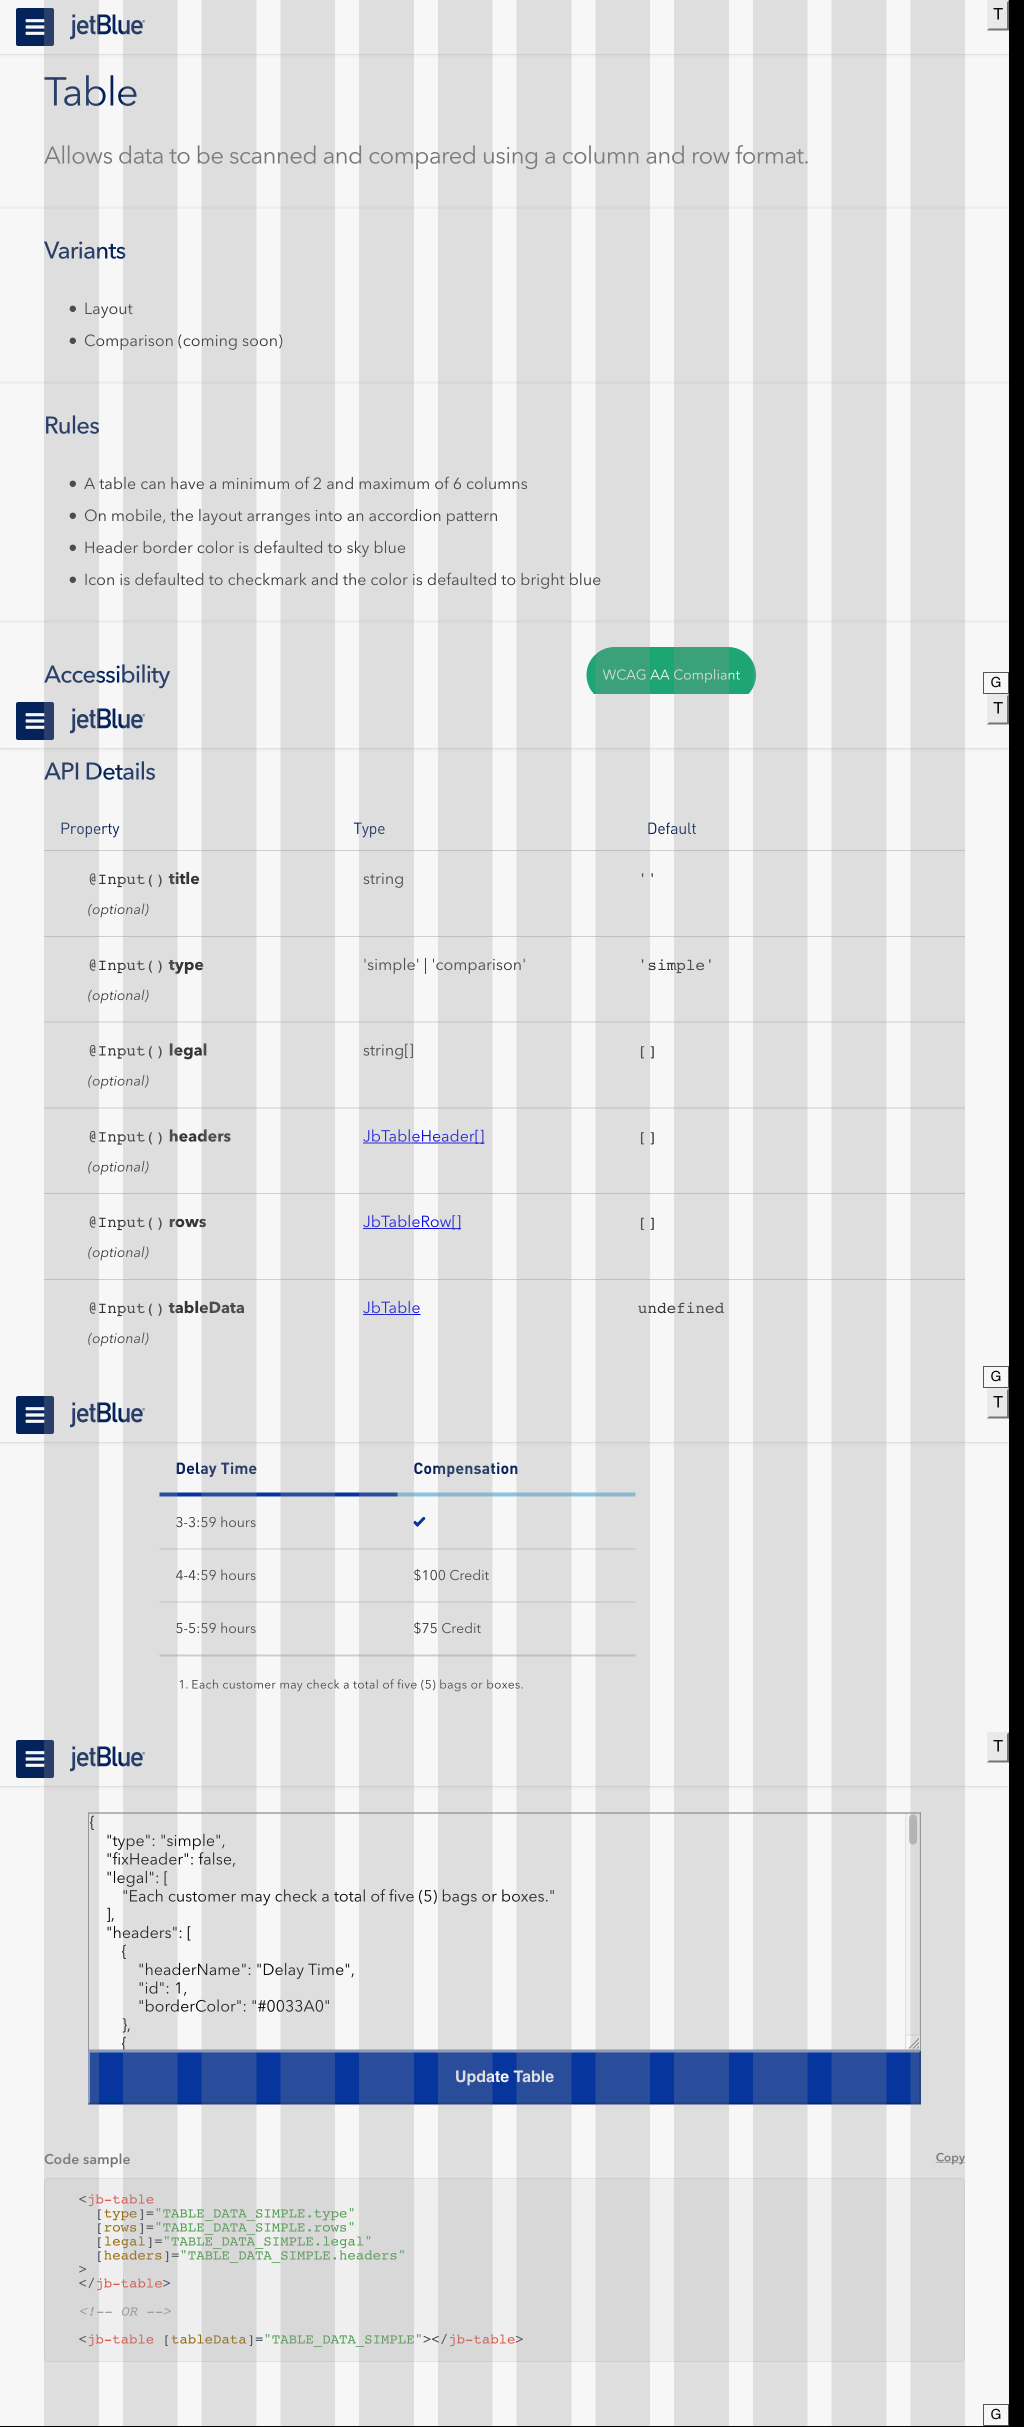 jetBlue
T
Table
Allows data to be scanned and compared using a column and row format.
Variants
• Layout
• Comparison (coming soon)
Rules
• A table can have a minimum of 2 and maximum of 6 columns
• On mobile, the layout arranges into an accordion pattern
• Header border color is defaulted to sky blue
• Icon is defaulted to checkmark and the color is defaulted to bright blue
Accessibility
WCAG AA Compliant
G
jetBlue
T
API Details
Property Type Default
@Input() title string ''
(optional)
@Input() type 'simple' | 'comparison' 'simple'
(optional)
@Input() legal string[] []
(optional)
@Input() headers JbTableHeader[] []
(optional)
@Input() rows JbTableRow[] []
(optional)
@Input() tableData JbTable undefined
(optional)
G
jetBlue
T
Delay Time Compensation
3-3:59 hours ✔
4-4:59 hours $100 Credit
5-5:59 hours $75 Credit
1. Each customer may check a total of five (5) bags or boxes.
jetBlue
T
{
"type": "simple",
"fixHeader": false,
"legal": [
"Each customer may check a total of five (5) bags or boxes."
],
"headers": [
{
"headerName": "Delay Time",
"id": 1,
"borderColor": "#0033A0"
},
{
Update Table
Code sample
Copy
<jb-table
[type]="TABLE_DATA_SIMPLE.type"
[rows]="TABLE_DATA_SIMPLE.rows"
[legal]="TABLE_DATA_SIMPLE.legal"
[headers]="TABLE_DATA_SIMPLE.headers"
>
</jb-table>
<!-- OR -->
<jb-table [tableData]="TABLE_DATA_SIMPLE"></jb-table>
G